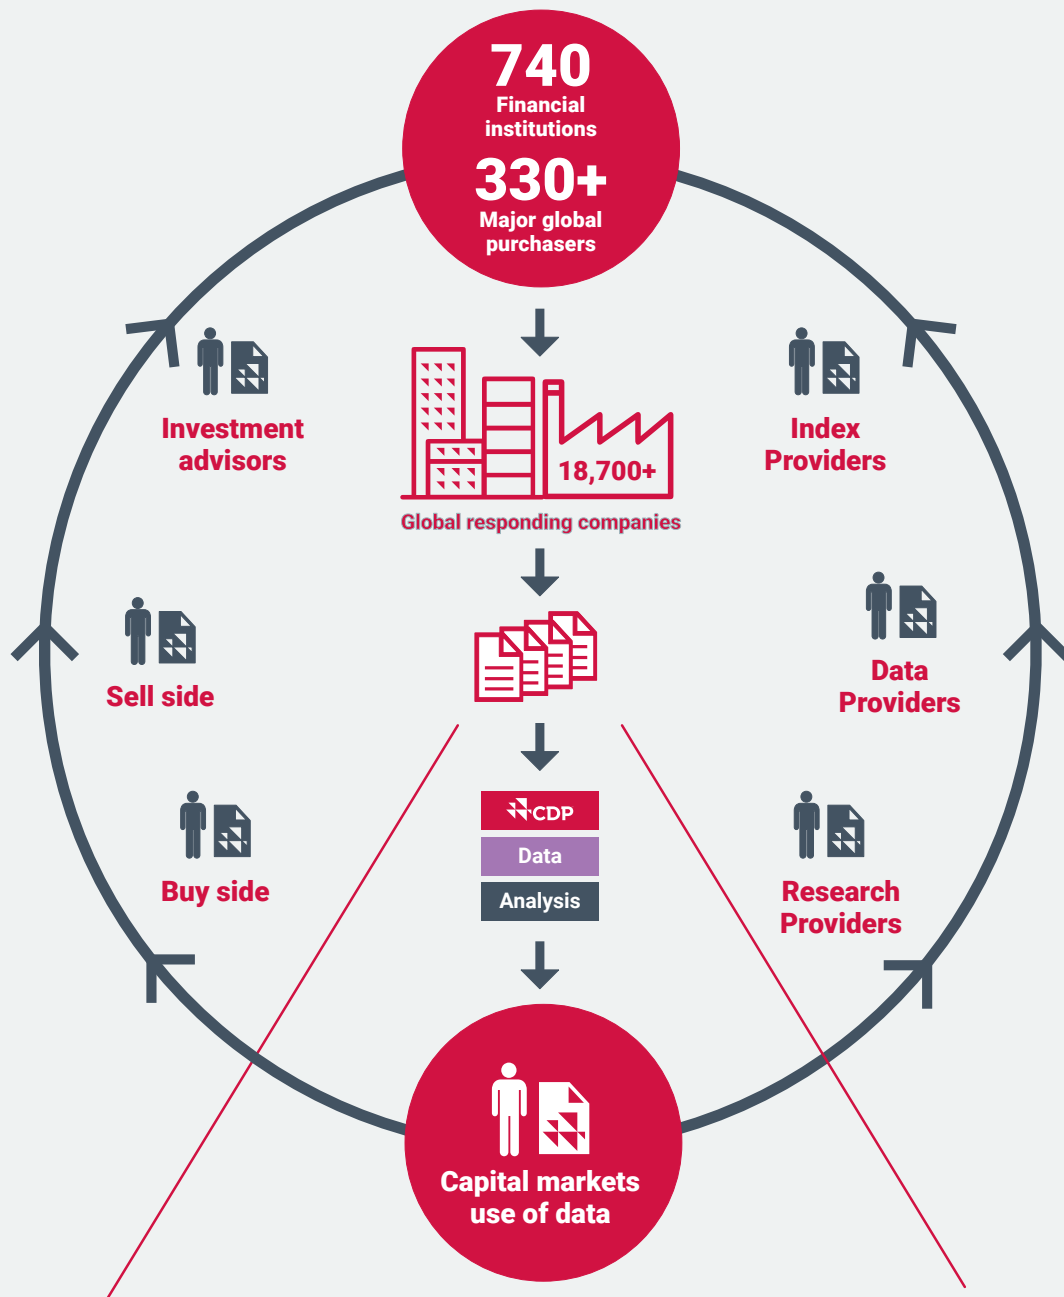 740
Financial
institutions
330+
Major global
purchasers
Investment
advisors
Index
Providers
18,700+
Global responding companies
Sell side
Data
Providers
CDP
Data
Analysis
Buy side
Research
Providers
Capital markets
use of data